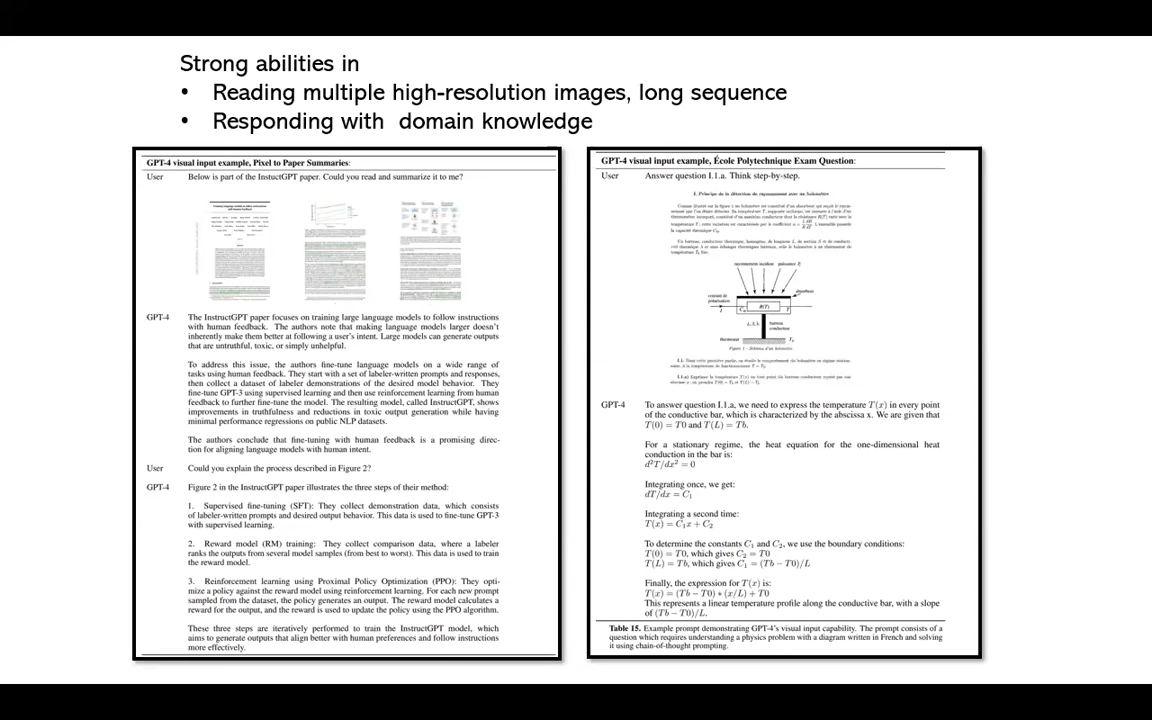 Strong abilities in
• Reading multiple high-resolution images, long sequence
• Responding with domain knowledge
GPT-4 visual input example, Pixel to Paper Summaries:
User Below is part of the InstuctGPT paper. Could you read and summarize it to me?
GPT-4 The InstructGPT paper focuses on training large language models to follow instructions
with human feedback. The authors note that making language models larger doesn't
inherently make them better at following a user's intent. Large models can generate outputs
that are untruthful, toxic, or simply unhelpful.
To address this issue, the authors fine-tune language models on a wide range of
tasks using human feedback. They start with a set of labeler-written prompts and responses,
then collect a dataset of labeler demonstrations of the desired model behavior. They
fine-tune GPT-3 using supervised learning and then use reinforcement learning from human
feedback to further fine-tune the model. The resulting model, called InstructGPT, shows
improvements in truthfulness and reductions in toxic output generation while having
minimal performance regressions on public NLP datasets.
The authors conclude that fine-tuning with human feedback is a promising direc-
tion for aligning language models with human intent.
User Could you explain the process described in Figure 2?
GPT-4 Figure 2 in the InstructGPT paper illustrates the three steps of their method:
1. Supervised fine-tuning (SFT): They collect demonstration data, which consists
of labeler-written prompts and desired output behavior. This data is used to fine-tune GPT-3
with supervised learning.
2. Reward model (RM) training: They collect comparison data, where a labeler
ranks the outputs from several model samples (from best to worst). This data is used to train
the reward model.
3. Reinforcement learning using Proximal Policy Optimization (PPO): They opti-
mize a policy against the reward model using reinforcement learning. For each new prompt
sampled from the dataset, the policy generates an output. The reward model calculates a
reward for the output, and the reward is used to update the policy using the PPO algorithm.
These three steps are iteratively performed to train the InstructGPT model, which
aims to generate outputs that align better with human preferences and follow instructions
more effectively.
GPT-4 visual input example, École Polytechnique Exam Question:
User Answer question I.1.a. Think step-by-step.
I. Principe de la détection de rayonnement avec un bolomètre
rayonnement incident puissance
R(T)
L, S, λ
barreau
conducteur
thermostat
Figure 1 – Schéma d'un bolomètre
GPT-4 To answer question I.1.a, we need to express the temperature T(x) in every point
of the conductive bar, which is characterized by the abscissa x. We are given that
T(0) = T0 and T(L) = Tb.
For a stationary regime, the heat equation for the one-dimensional heat
conduction in the bar is:
d²T/dx² = 0
Integrating once, we get:
dT/dx = C₁
Integrating a second time:
T(x) = C₁x + C₂
To determine the constants C₁ and C₂, we use the boundary conditions:
T(0) = T0, which gives C₂ = T0
T(L) = Tb, which gives C₁ = (Tb − T0)/L
Finally, the expression for T(x) is:
T(x) = (Tb − T0) ∗ (x/L) + T0
This represents a linear temperature profile along the conductive bar, with a slope
of (Tb − T0)/L.
Table 15. Example prompt demonstrating GPT-4's visual input capability. The prompt consists of a
question which requires understanding a physics problem with a diagram written in French and solving
it using chain-of-thought prompting.